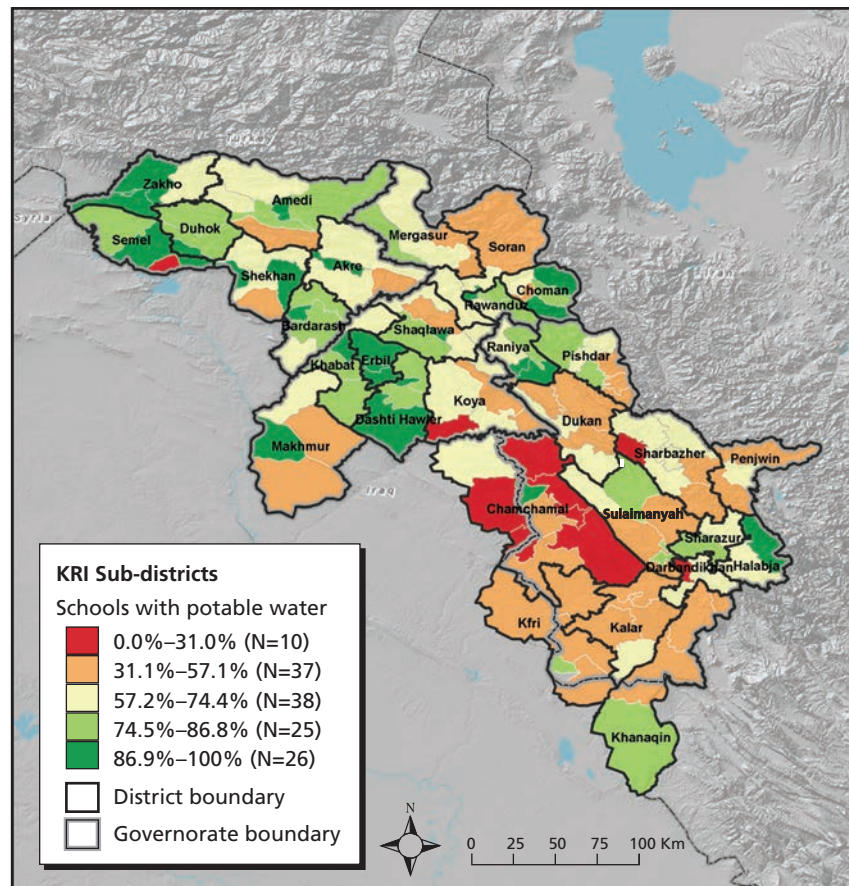 Turkey
Zakho
Amedi
Syria
Duhok
Semel
Mergasur
Soran
Akre
Shekhan
Iran
Choman
Rawanduz
Bardarash
Shaqlawa
Raniya
Pishdar
Khabat
Erbil
Koya
Dukan
Dashti Hawler
Makhmur
Sharbazher
Penjwin
Iraq
Chamchamal
Sulaimanyah
Sharazur
Darbandikhan
Halabja
Kfri
Kalar
Khanaqin
KRI Sub-districts
Schools with potable water
0.0%–31.0% (N=10)
31.1%–57.1% (N=37)
57.2%–74.4% (N=38)
74.5%–86.8% (N=25)
86.9%–100% (N=26)
District boundary
Governorate boundary
N
0 25 50 75 100 Km